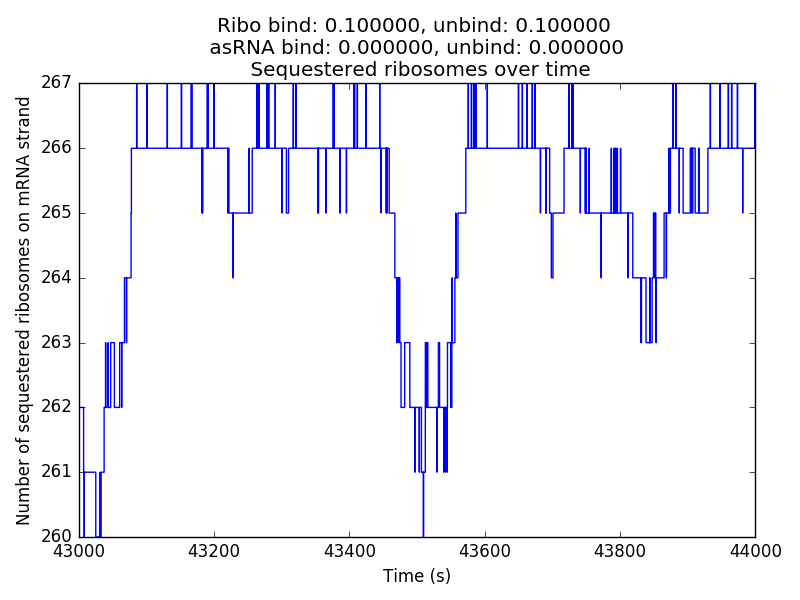 Ribo bind: 0.100000, unbind: 0.100000
asRNA bind: 0.000000, unbind: 0.000000
Sequestered ribosomes over time
Number of sequestered ribosomes on mRNA strand
267
266
265
264
263
262
261
260
43000 43200 43400 43600 43800 44000
Time (s)